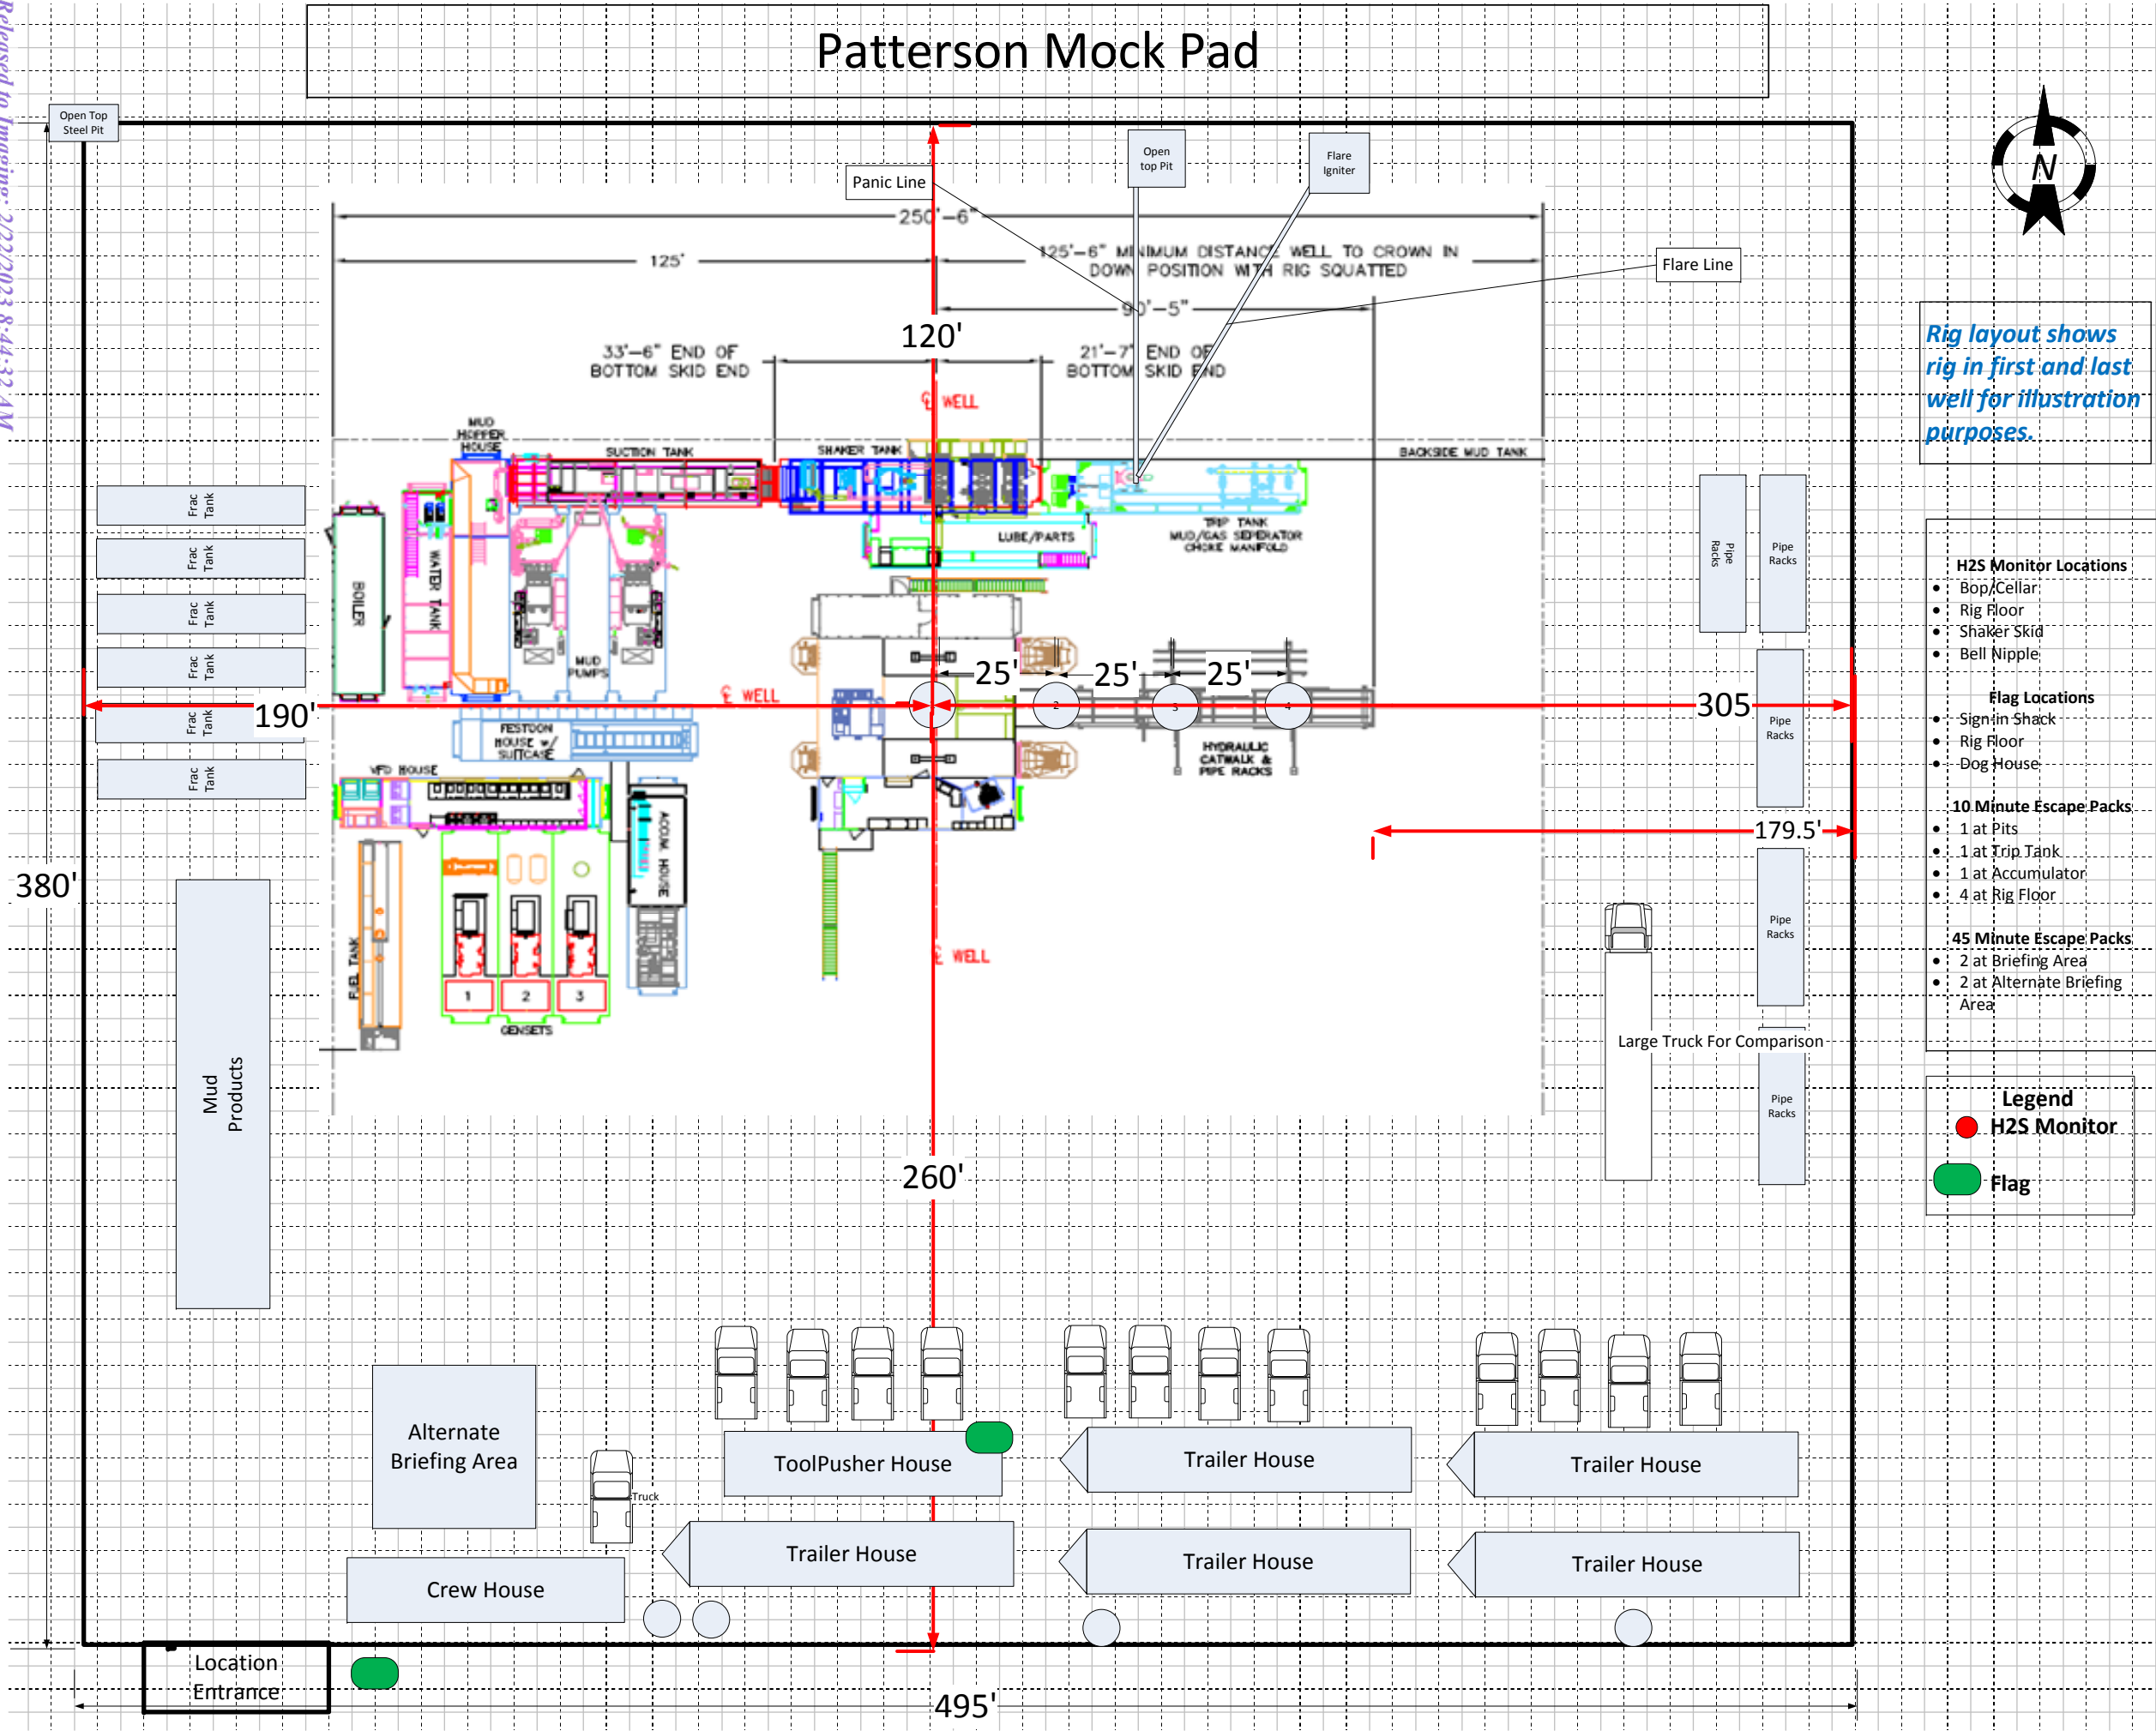 Released to Imaging: 2/22/2023 8:44:32 AM
Patterson Mock Pad
Open Top
Steel Pit
Open
top Pit
Flare
Igniter
Panic Line
N
250'-6"
125'
125'-6" MINIMUM DISTANCE WELL TO CROWN IN
DOWN POSITION WITH RIG SQUATTED
Flare Line
90'-5"
120'
33'-6" END OF
BOTTOM SKID END
21'-7" END OF
BOTTOM SKID END
Rig layout shows
rig in first and last
well for illustration
purposes.
℄ WELL
MUD
HOPPER
HOUSE
SUCTION TANK
SHAKER TANK
BACKSIDE MUD TANK
Frac
Tank
Frac
Tank
Frac
Tank
Frac
Tank
Frac
Tank
Frac
Tank
BOILER
WATER TANK
MUD
PUMPS
LUBE/PARTS
TRIP TANK
MUD/GAS SEPERATOR
CHOKE MANIFOLD
Pipe
Racks
Pipe
Racks
H2S Monitor Locations
• Bop/Cellar
• Rig Floor
• Shaker Skid
• Bell Nipple
Flag Locations
• Sign in Shack
• Rig Floor
• Dog House
10 Minute Escape Packs
• 1 at Pits
• 1 at Trip Tank
• 1 at Accumulator
• 4 at Rig Floor
45 Minute Escape Packs
• 2 at Briefing Area
• 2 at Alternate Briefing
Area
25'
25'
25'
℄ WELL
190'
2
3
4
305
Pipe
Racks
FESTOON
HOUSE w/
SUITCASE
HYDRAULIC
CATWALK &
PIPE RACKS
VFD HOUSE
179.5'
ACCUM. HOUSE
380'
Pipe
Racks
FUEL TANK
℄ WELL
1
2
3
GENSETS
Large Truck For Comparison
Pipe
Racks
Mud
Products
Legend
H2S Monitor
Flag
260'
Alternate
Briefing Area
Truck
ToolPusher House
Trailer House
Trailer House
Trailer House
Trailer House
Trailer House
Crew House
Location
Entrance
495'